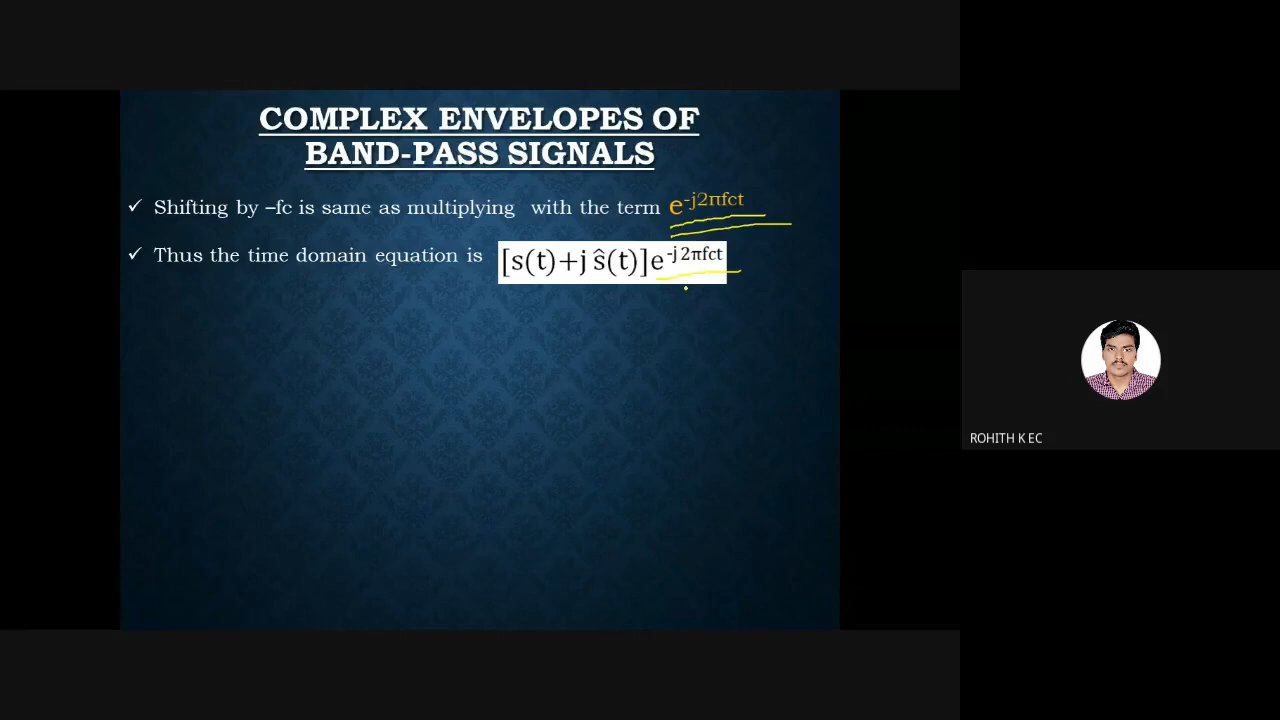 COMPLEX ENVELOPES OF
BAND-PASS SIGNALS
✓ Shifting by –fc is same as multiplying with the term e^-j2πfct
✓ Thus the time domain equation is [s(t)+j ŝ(t)]e^-j 2πfct
ROHITH K EC